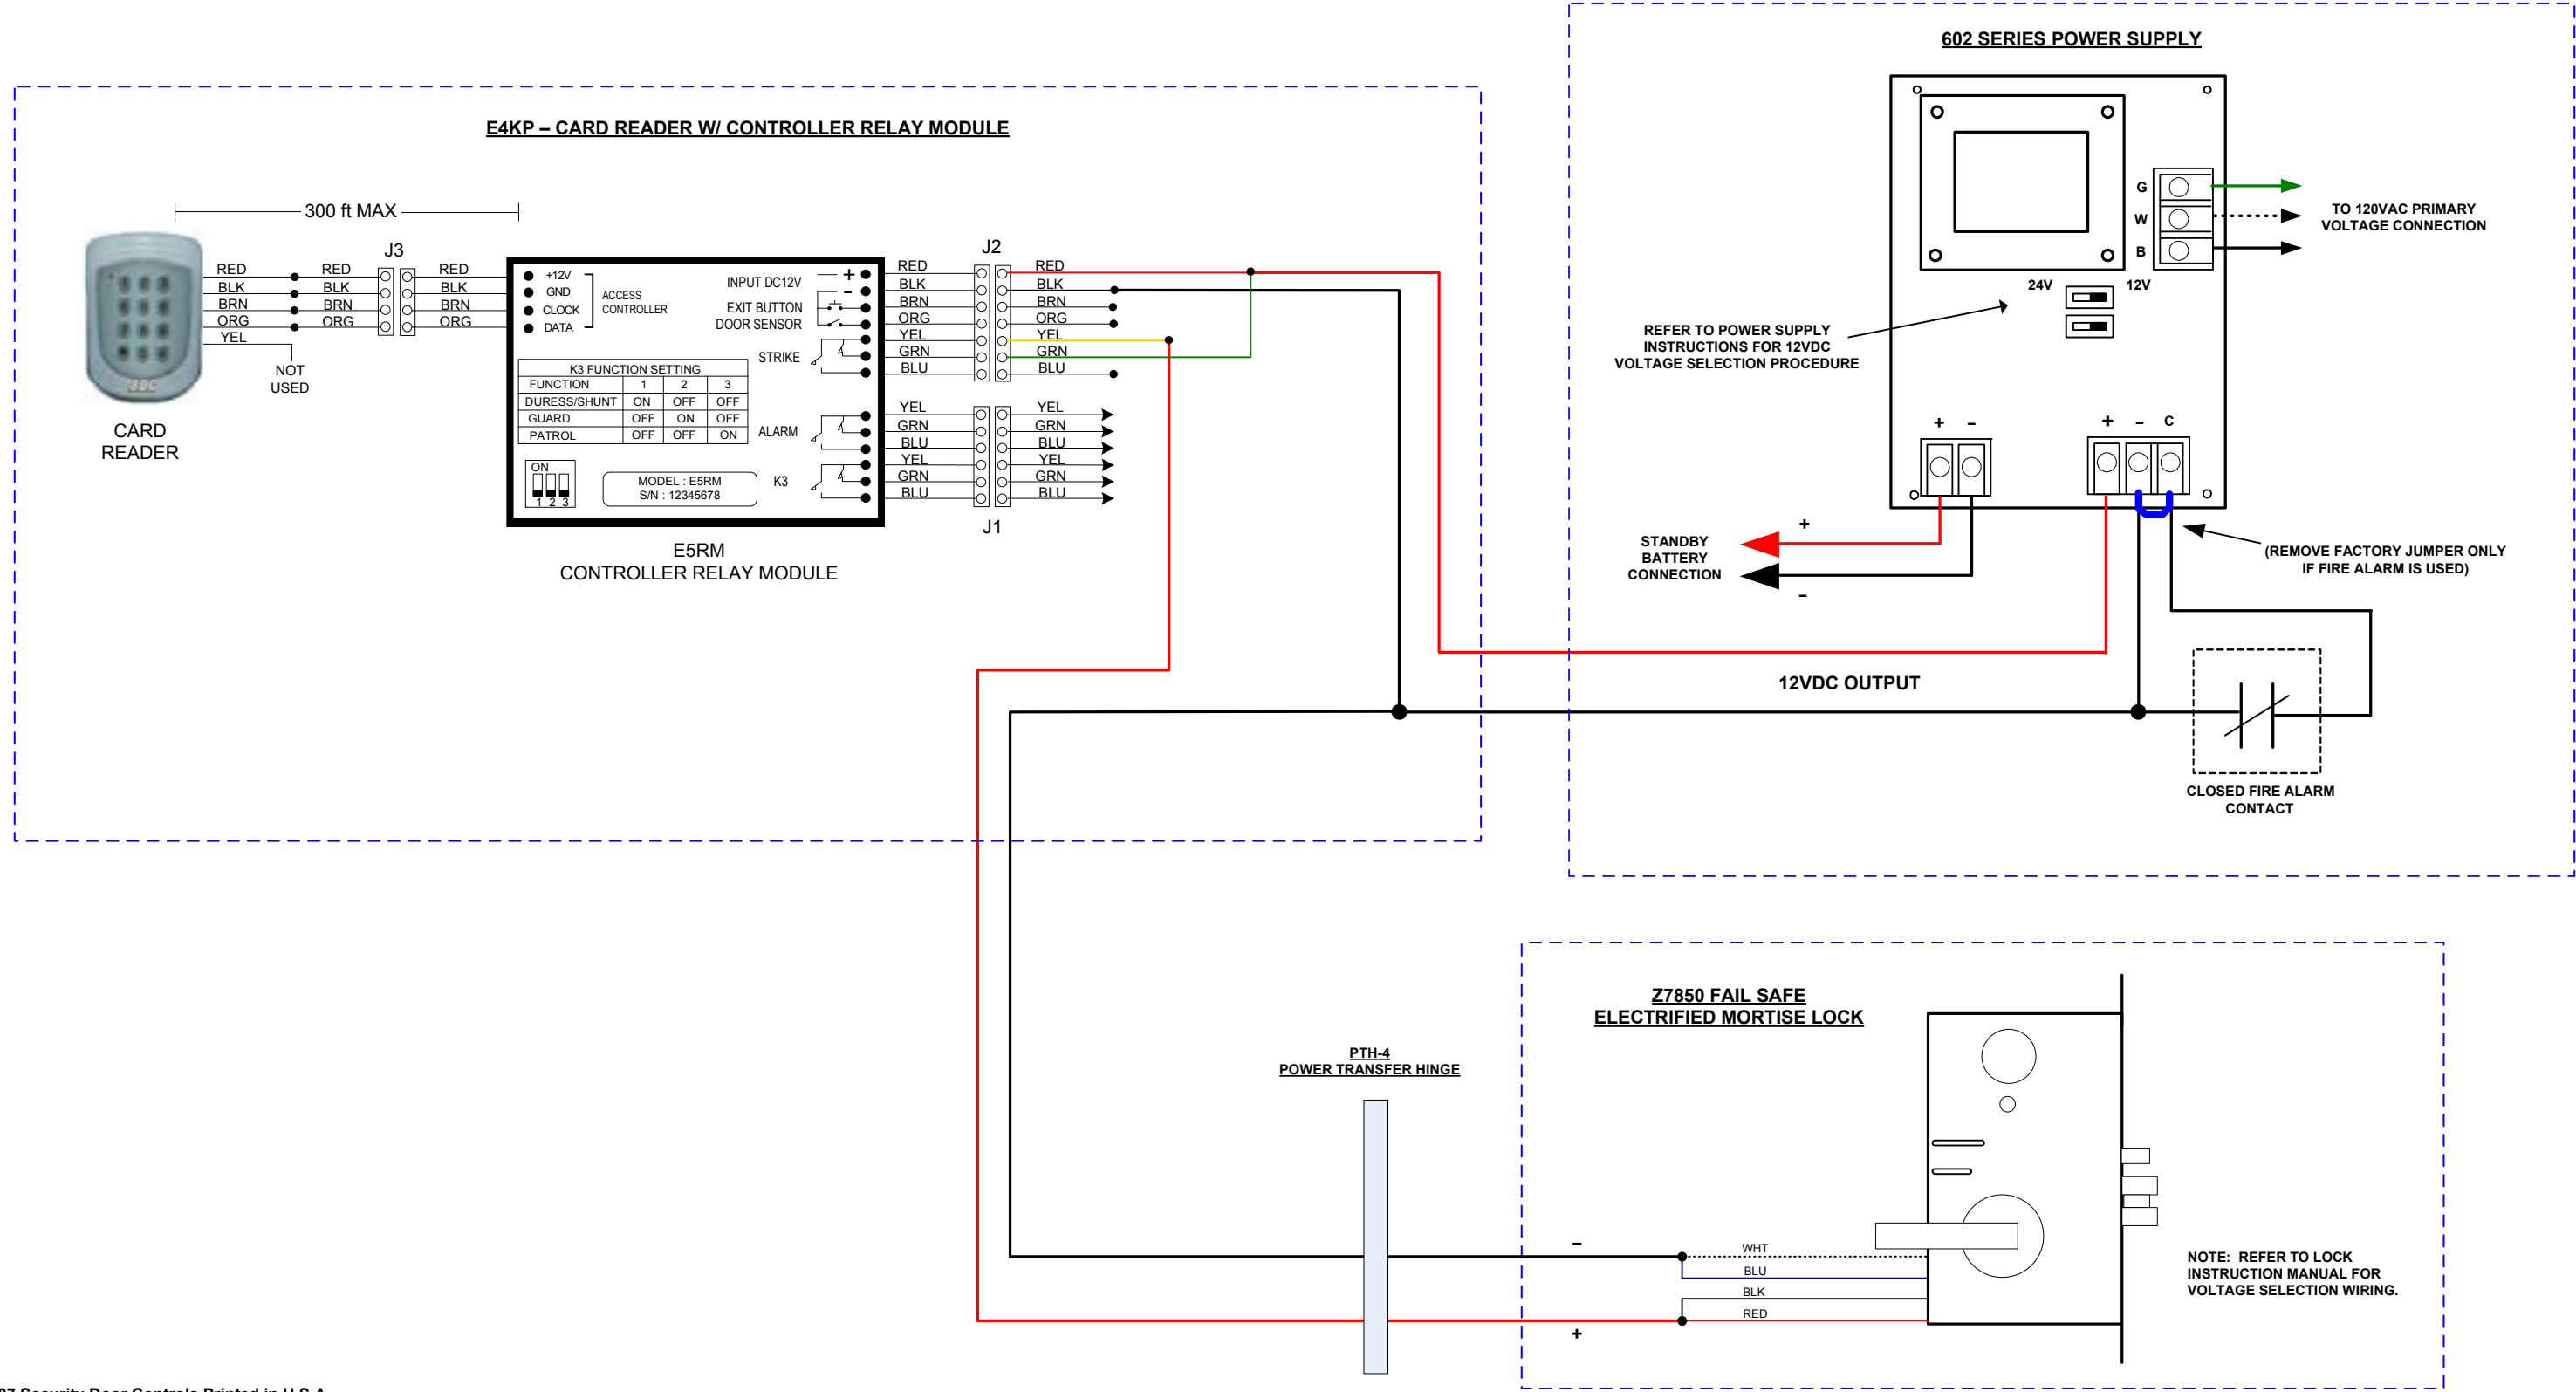 602 SERIES POWER SUPPLY
E4KP – CARD READER W/ CONTROLLER RELAY MODULE
300 ft MAX
J3
RED RED RED
BLK BLK BLK
BRN BRN BRN
ORG ORG ORG
YEL
NOT
USED
CARD
READER
+12V
GND
CLOCK
DATA
ACCESS
CONTROLLER
INPUT DC12V + –
EXIT BUTTON
DOOR SENSOR
STRIKE
ALARM
K3
K3 FUNCTION SETTING
FUNCTION 1 2 3
DURESS/SHUNT ON OFF OFF
GUARD OFF ON OFF
PATROL OFF OFF ON
ON
1 2 3
MODEL : E5RM
S/N : 12345678
E5RM
CONTROLLER RELAY MODULE
J2
RED RED
BLK BLK
BRN BRN
ORG ORG
YEL YEL
GRN GRN
BLU BLU
YEL YEL
GRN GRN
BLU BLU
YEL YEL
GRN GRN
BLU BLU
J1
G
W
B
TO 120VAC PRIMARY
VOLTAGE CONNECTION
24V 12V
REFER TO POWER SUPPLY
INSTRUCTIONS FOR 12VDC
VOLTAGE SELECTION PROCEDURE
+ – + – C
+
STANDBY
BATTERY
CONNECTION
–
(REMOVE FACTORY JUMPER ONLY
IF FIRE ALARM IS USED)
12VDC OUTPUT
CLOSED FIRE ALARM
CONTACT
Z7850 FAIL SAFE
ELECTRIFIED MORTISE LOCK
PTH-4
POWER TRANSFER HINGE
–
WHT
BLU
BLK
RED
+
NOTE: REFER TO LOCK
INSTRUCTION MANUAL FOR
VOLTAGE SELECTION WIRING.
07 Security Door Controls Printed in U.S.A.